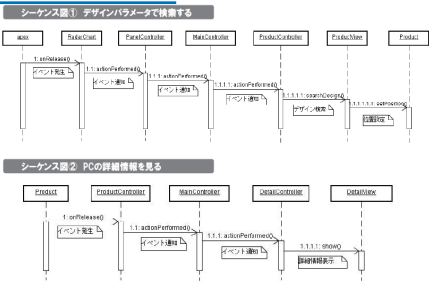 シーケンス図① デザインパラメータで検索する
apex RadarChart PanelController MainController ProductController ProductView Product
1: onRelease()
イベント発生
1.1: actionPerformed()
イベント通知
1.1.1: actionPerformed()
イベント通知
1.1.1.1: actionPerformed()
イベント通知
1.1.1.1.1: searchDesign()
デザイン検索
1.1.1.1.1.1: setPosition()
位置設定
シーケンス図② PCの詳細情報を見る
Product ProductController MainController DetailController DetailView
1: onRelease()
イベント発生
1.1: actionPerformed()
イベント通知
1.1.1: actionPerformed()
イベント通知
1.1.1.1: show()
詳細情報表示